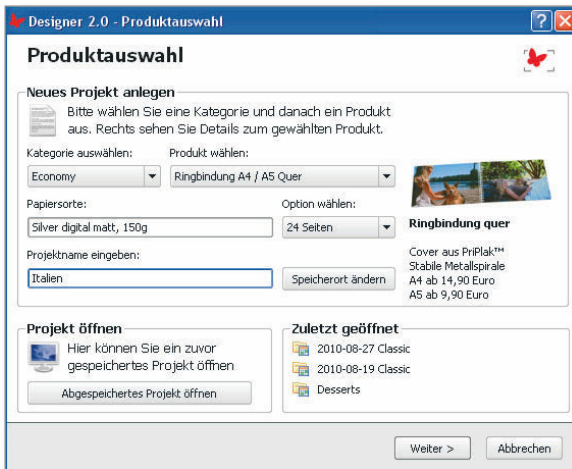 Designer 2.0 - Produktauswahl
Produktauswahl
Neues Projekt anlegen
Bitte wählen Sie eine Kategorie und danach ein Produkt
aus. Rechts sehen Sie Details zum gewählten Produkt.
Kategorie auswählen:
Produkt wählen:
Economy
Ringbindung A4 / A5 Quer
Papiersorte:
Option wählen:
Silver digital matt, 150g
24 Seiten
Projektname eingeben:
Italien
Speicherort ändern
Ringbindung quer
Cover aus PriPlak™
Stabile Metallspirale
A4 ab 14,90 Euro
A5 ab 9,90 Euro
Projekt öffnen
Hier können Sie ein zuvor
gespeichertes Projekt öffnen
Abgespeichertes Projekt öffnen
Zuletzt geöffnet
2010-08-27 Classic
2010-08-19 Classic
Desserts
Weiter >
Abbrechen